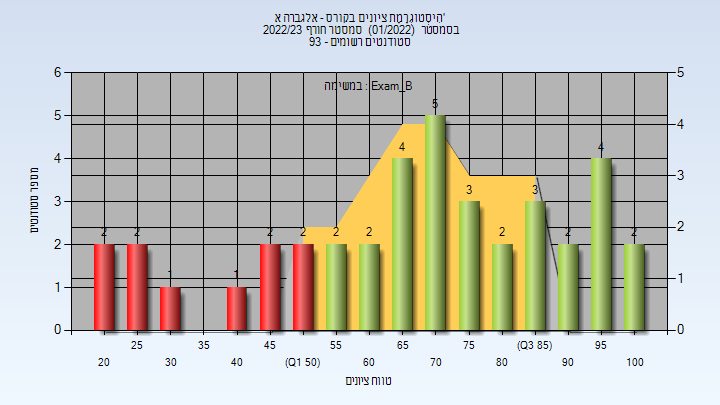 היסטוגרמת ציונים בקורס - אלגברה א'
בסמסטר (01/2022) סמסטר חורף 2022/23
סטודנטים רשומים - 93
במשימה : Exam_B
מספר סטודנטים
6 5 4 3 2 1 0
5 4 3 2 1 0
2 2 1 1 2 2 2 2 4 5 3 2 3 2 4 2
25 35 45 55 65 75 (Q3 85) 95
20 30 40 (Q1 50) 60 70 80 90 100
טווח ציונים